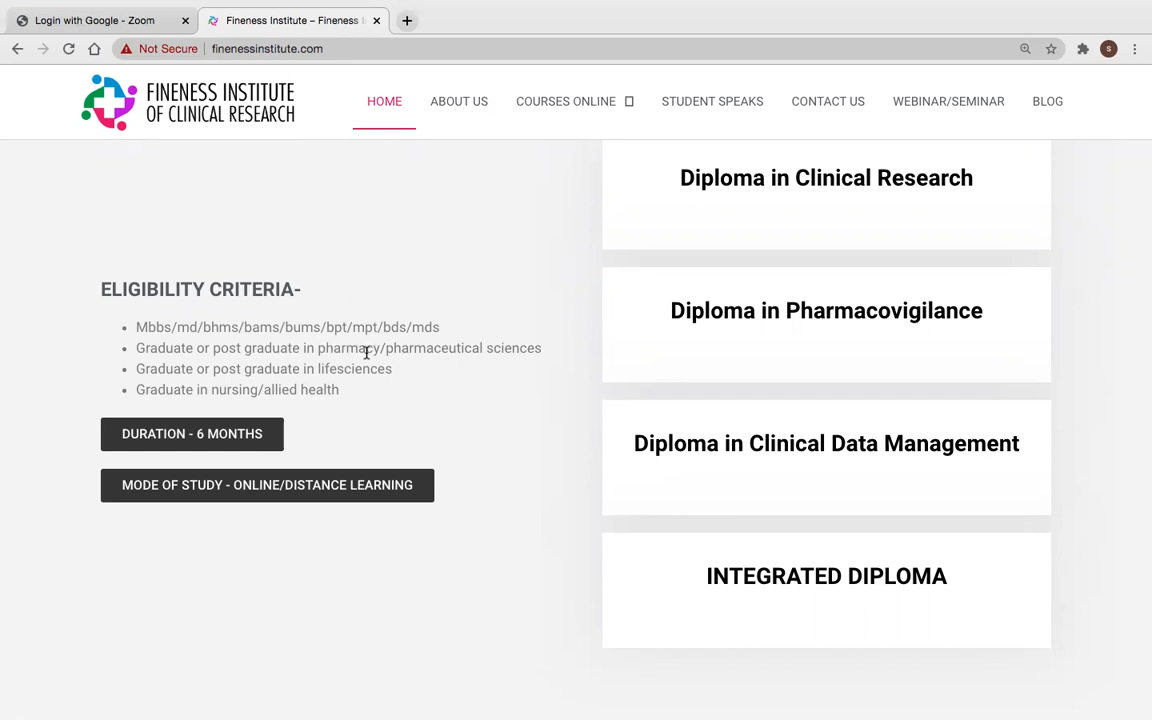 Login with Google - Zoom
Fineness Institute – Fineness
Not Secure
finenessinstitute.com
S
FINENESS INSTITUTE
OF CLINICAL RESEARCH
HOME
ABOUT US
COURSES ONLINE
STUDENT SPEAKS
CONTACT US
WEBINAR/SEMINAR
BLOG
ELIGIBILITY CRITERIA-
• Mbbs/md/bhms/bams/bums/bpt/mpt/bds/mds
• Graduate or post graduate in pharmacy/pharmaceutical sciences
• Graduate or post graduate in lifesciences
• Graduate in nursing/allied health
DURATION - 6 MONTHS
MODE OF STUDY - ONLINE/DISTANCE LEARNING
Diploma in Clinical Research
Diploma in Pharmacovigilance
Diploma in Clinical Data Management
INTEGRATED DIPLOMA